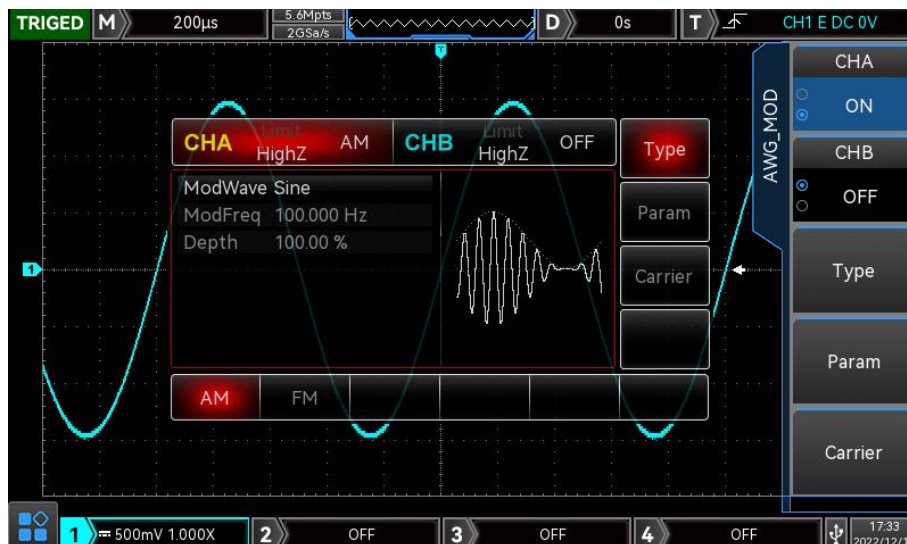 TRIGED M 200μs 5.6Mpts D 0s T CH1 E DC 0V
2GSa/s
T
CHA
ON
AWG_MOD
CHB
OFF
Type
Param
Carrier
CHA Limit HighZ AM CHB Limit HighZ OFF
Type
Param
Carrier
ModWave Sine
ModFreq 100.000 Hz
Depth 100.00 %
AM FM
1
1 500mV 1.000X 2 OFF 3 OFF 4 OFF 17:33